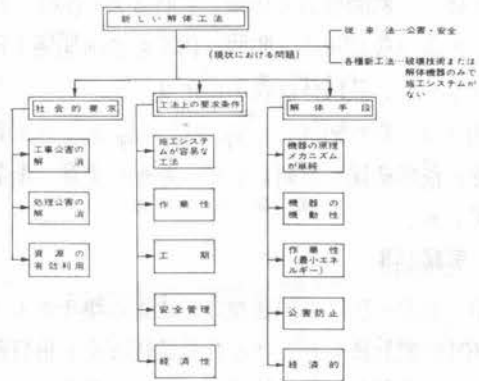 新しい解体工法
従来法―公害・安全
(現状における問題)
各種新工法―破壊技術または
解体機器のみで
施工システムが
ない
社会的要求
工事公害の
解消
処理公害の
解消
資源の
有効利用
工法上の要求条件
施工システ
ムが容易な
工法
作業性
工期
安全管理
経済性
解体手段
機器の原理
メカニズム
が単純
機器の
機動性
作業性
(最小エネ
ルギー)
公害防止
経済的